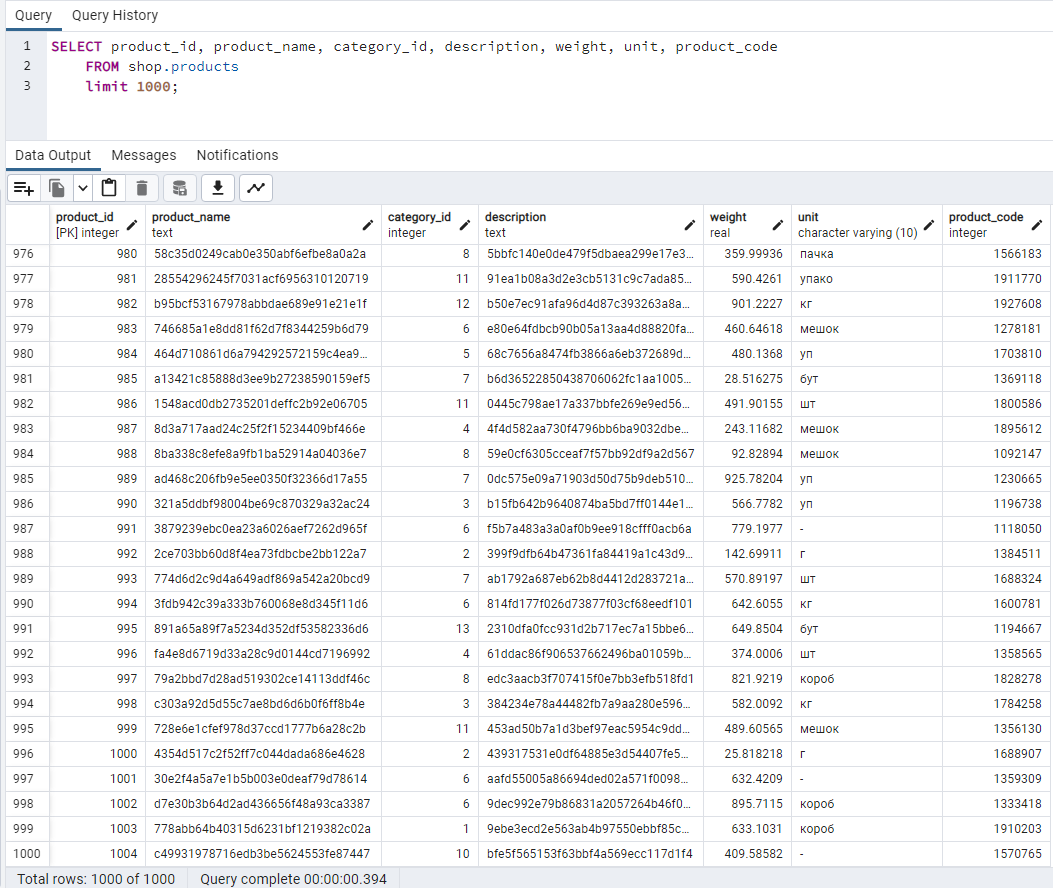 Query Query History
1 SELECT product_id, product_name, category_id, description, weight, unit, product_code
2 FROM shop.products
3 limit 1000;
Data Output Messages Notifications
product_id product_name category_id description weight unit product_code
[PK] integer text integer text real character varying (10) integer
976 980 58c35d0249cab0e350abf6efbe8a0a2a 8 5bbfc140e0de479f5dbaea299e17e3... 359.99936 пачка 1566183
977 981 28554296245f7031acf6956310120719 11 91ea1b08a3d2e3cb5131c9c7ada85... 590.4261 упако 1911770
978 982 b95bcf53167978abbdae689e91e21e1f 12 b50e7ec91afa96d4d87c393263a8a... 901.2227 кг 1927608
979 983 746685a1e8dd81f62d7f8344259b6d79 6 e80e64fdbcb90b05a13aa4d88820fa... 460.64618 мешок 1278181
980 984 464d710861d6a794292572159c4ea9... 5 68c7656a8474fb3866a6eb372689d... 480.1368 уп 1703810
981 985 a13421c85888d3ee9b27238590159ef5 7 b6d36522850438706062fc1aa1005... 28.516275 бут 1369118
982 986 1548acd0db2735201deffc2b92e06705 11 0445c798ae17a337bbfe269e9ed56... 491.90155 шт 1800586
983 987 8d3a717aad24c25f2f15234409bf466e 4 4f4d582aa730f4796bb6ba9032dbe... 243.11682 мешок 1895612
984 988 8ba338c8efe8a9fb1ba52914a04036e7 8 59e0cf6305cceaf7f57bb92df9a2d567 92.82894 мешок 1092147
985 989 ad468c206fb9e5ee0350f32366d17a55 7 0dc575e09a71903d50d75b9deb510... 925.78204 уп 1230665
986 990 321a5ddbf98004be69c870329a32ac24 3 b15fb642b9640874ba5bd7ff0144e1... 566.7782 уп 1196738
987 991 3879239ebc0ea23a6026aef7262d965f 6 f5b7a483a3a0af0b9ee918cfff0acb6a 779.1977 - 1118050
988 992 2ce703bb60d8f4ea73fdbcbe2bb122a7 2 399f9dfb64b47361fa84419a1c43d9... 142.69911 г 1384511
989 993 774d6d2c9d4a649adf869a542a20bcd9 7 ab1792a687eb62b8d4412d283721a... 570.89197 шт 1688324
990 994 3fdb942c39a333b760068e8d345f11d6 6 814fd177f026d73877f03cf68eedf101 642.6055 кг 1600781
991 995 891a65a89f7a5234d352df53582336d6 13 2310dfa0fcc931d2b717ec7a15bbe6... 649.8504 бут 1194667
992 996 fa4e8d6719d33a28c9d0144cd7196992 4 61ddac86f906537662496ba01059b... 374.0006 шт 1358565
993 997 79a2bbd7d28ad519302ce14113ddf46c 8 edc3aacb3f707415f0e7bb3efb518fd1 821.9219 короб 1828278
994 998 c303a92d5d55c7ae8bd6d6b0f6ff8b4e 3 384234e78a44482fb7a9aa280e596... 582.0092 кг 1784258
995 999 728e6e1cfef978d37ccd1777b6a28c2b 11 453ad50b7a1d3bef97eac5954c9dd... 489.60565 мешок 1356130
996 1000 4354d517c2f52ff7c044dada686e4628 2 439317531e0df64885e3d54407fe5... 25.818218 г 1688907
997 1001 30e2f4a5a7e1b5b003e0deaf79d78614 6 aafd55005a86694ded02a571f0098... 632.4209 - 1359309
998 1002 d7e30b3b64d2ad436656f48a93ca3387 6 9dec992e79b86831a2057264b46f0... 895.7115 короб 1333418
999 1003 778abb64b40315d6231bf1219382c02a 1 9ebe3ecd2e563ab4b97550ebbf85c... 633.1031 короб 1910203
1000 1004 c49931978716edb3be5624553fe87447 10 bfe5f565153f63bbf4a569ecc117d1f4 409.58582 - 1570765
Total rows: 1000 of 1000 Query complete 00:00:00.394